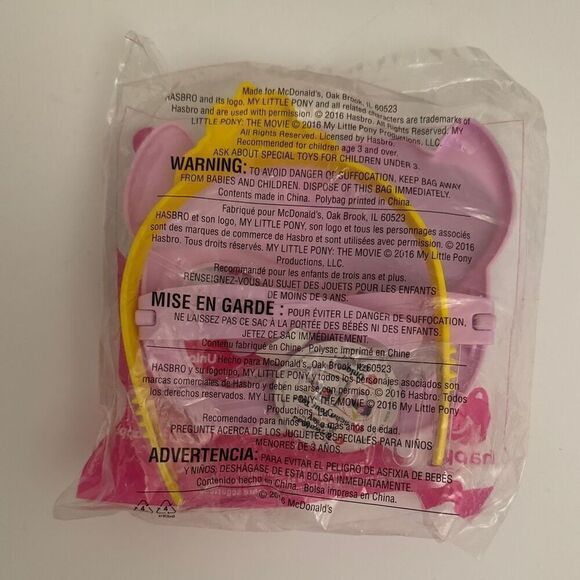 Made for McDonald's, Oak Brook, IL 60523
HASBRO and its logo, MY LITTLE PONY and all related characters are trademarks of
Hasbro and are used with permission. © 2016 Hasbro. All Rights Reserved. MY
LITTLE PONY: THE MOVIE © 2016 My Little Pony Productions, LLC.
All Rights Reserved. Licensed by Hasbro.
Recommended for children age 3 and over.
ASK ABOUT SPECIAL TOYS FOR CHILDREN UNDER 3.
WARNING: TO AVOID DANGER OF SUFFOCATION, KEEP BAG AWAY
FROM BABIES AND CHILDREN. DISPOSE OF THIS BAG IMMEDIATELY.
Contents made in China. Polybag printed in China.
Fabriqué pour McDonald's, Oak Brook, IL 60523
HASBRO et son logo, MY LITTLE PONY, son logo et tous les personnages associés
sont des marques de commerce de Hasbro et sont utilisées avec permission. © 2016
Hasbro. Tous droits réservés. MY LITTLE PONY: THE MOVIE © 2016 My Little Pony
Productions, LLC.
Recommandé pour les enfants de trois ans et plus.
RENSEIGNEZ-VOUS AU SUJET DES JOUETS POUR LES ENFANTS
DE MOINS DE 3 ANS.
MISE EN GARDE : POUR ÉVITER LE DANGER DE SUFFOCATION,
NE LAISSEZ PAS CE SAC À LA PORTÉE DES BÉBÉS NI DES ENFANTS.
JETEZ CE SAC IMMÉDIATEMENT.
Contenu fabriqué en Chine. Polysac imprimé en Chine
Hecho para McDonald's, Oak Brook, IL 60523
HASBRO y su logotipo, MY LITTLE PONY y todos los personajes asociados son
marcas comerciales de Hasbro y deben usarse con permiso. © 2016 Hasbro. Todos
los derechos reservados. MY LITTLE PONY: THE MOVIE © 2016 My Little Pony
Productions,
Recomendado para niños de 3 o más años de edad.
PREGUNTE ACERCA DE LOS JUGUETES ESPECIALES PARA NIÑOS
MENORES DE 3 AÑOS.
ADVERTENCIA: PARA EVITAR EL PELIGRO DE ASFIXIA DE BEBÉS
Y NIÑOS, DESHÁGASE DE ESTA BOLSA INMEDIATAMENTE.
Contenido hecho en China. Bolsa impresa en China.
© 2016 McDonald's